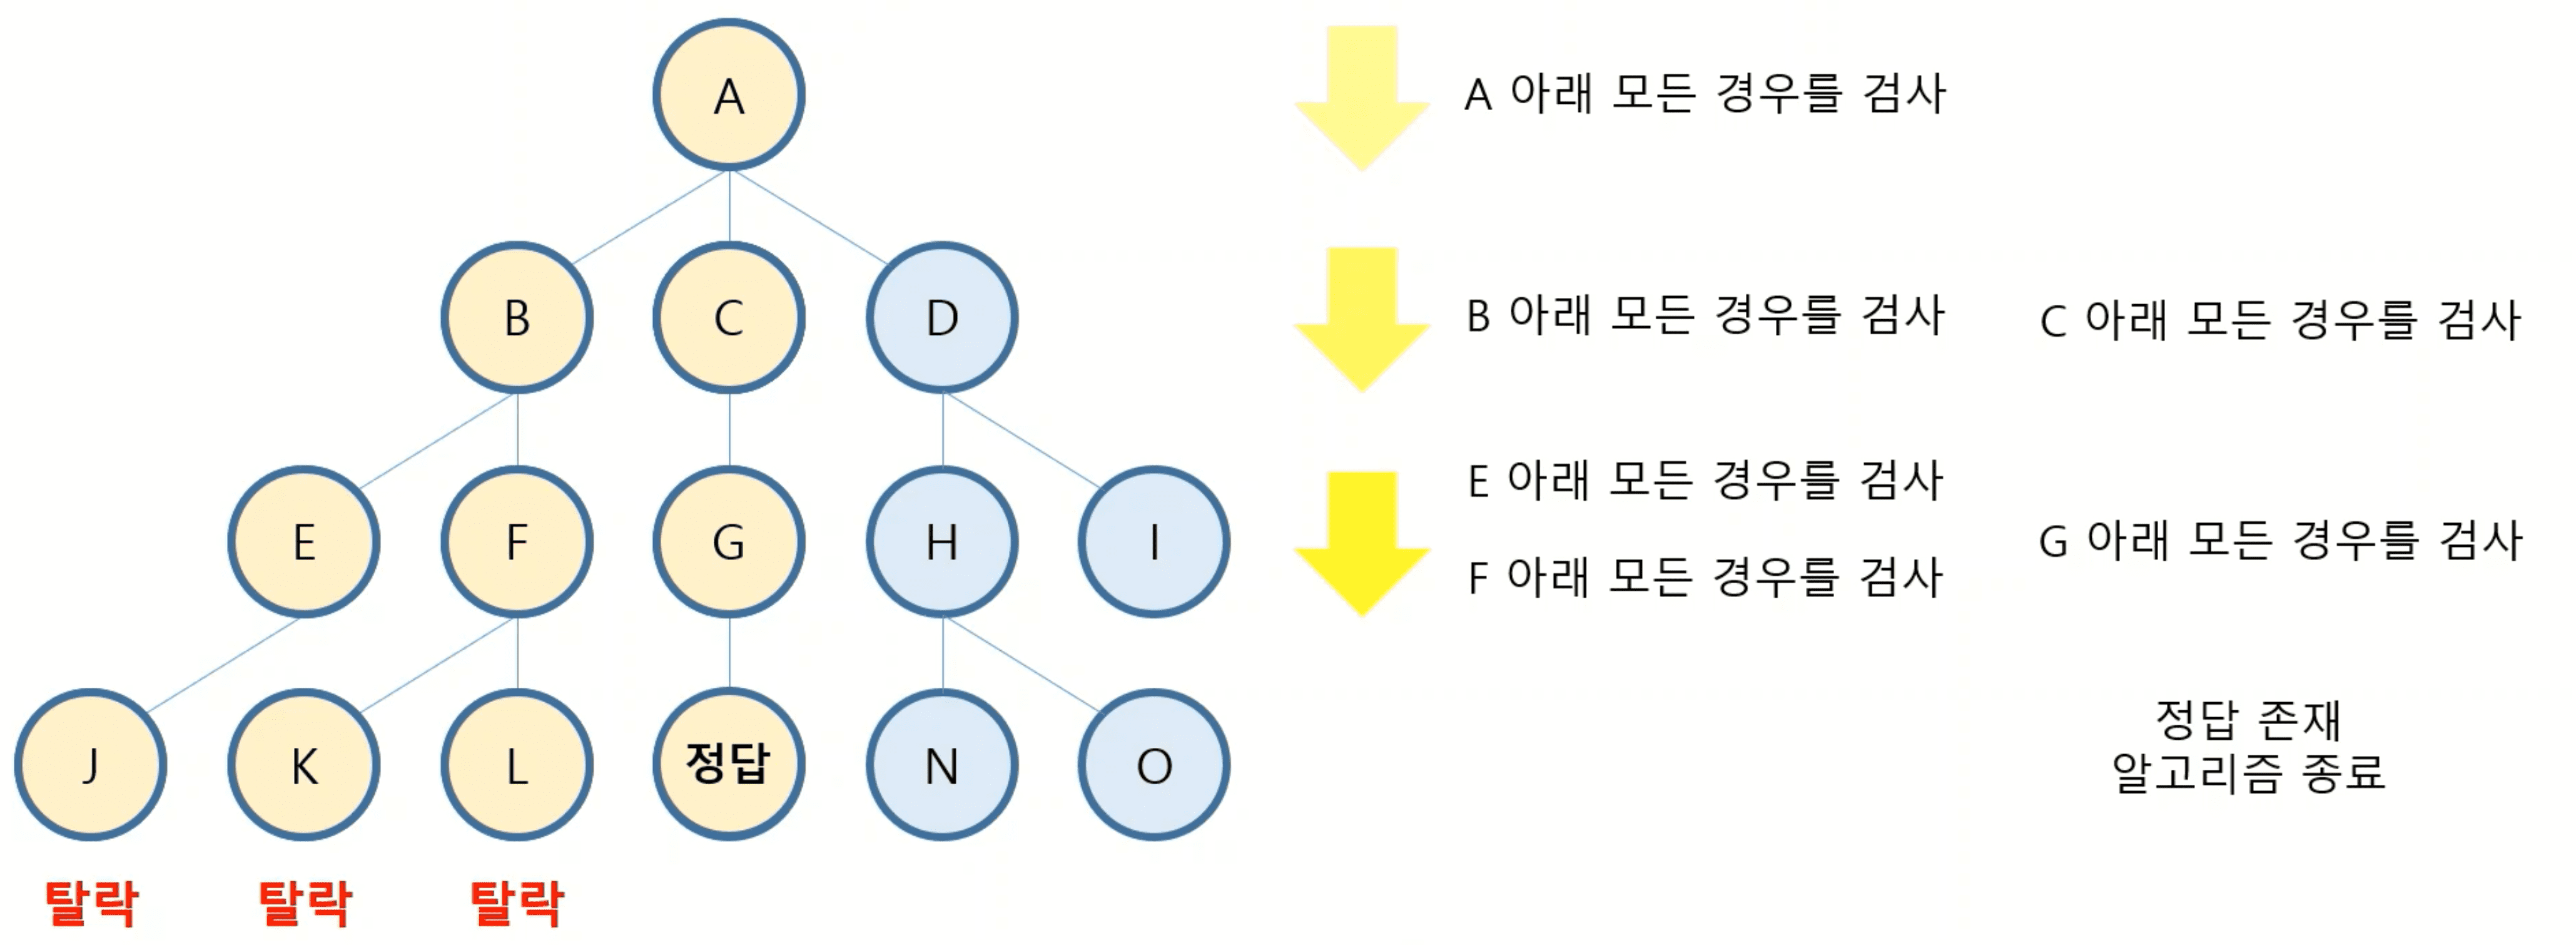 A
A 아래 모든 경우를 검사
B
C
D
B 아래 모든 경우를 검사
C 아래 모든 경우를 검사
E
F
G
H
I
E 아래 모든 경우를 검사
F 아래 모든 경우를 검사
G 아래 모든 경우를 검사
J
K
L
정답
N
O
정답 존재
알고리즘 종료
탈락
탈락
탈락